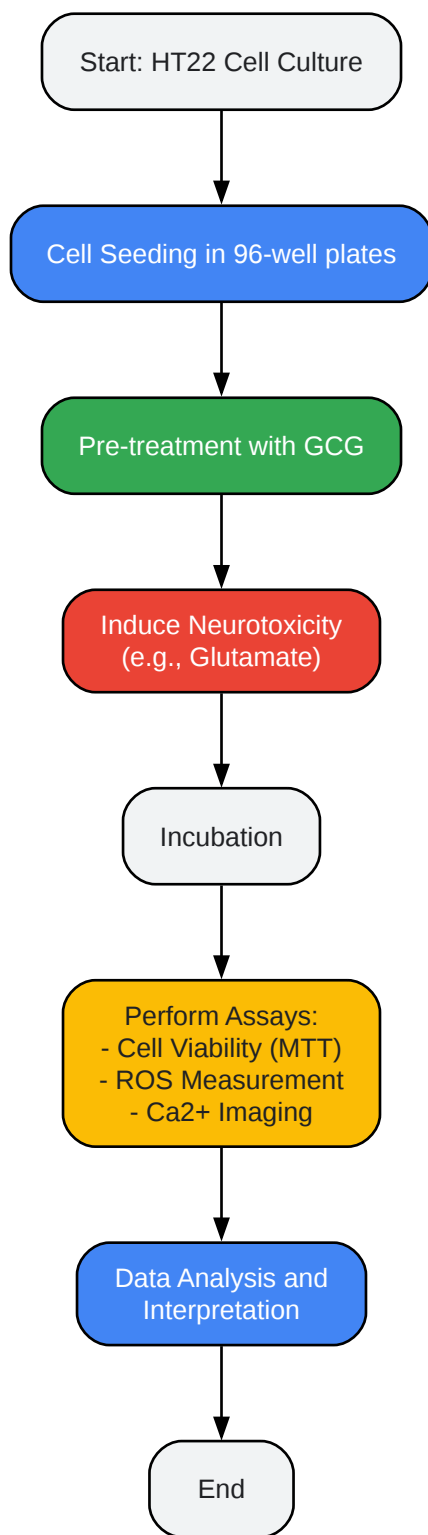 Start: HT22 Cell Culture
Cell Seeding in 96-well plates
Pre-treatment with GCG
Induce Neurotoxicity
(e.g., Glutamate)
Incubation
Perform Assays:
- Cell Viability (MTT)
- ROS Measurement
- Ca2+ Imaging
Data Analysis and
Interpretation
End